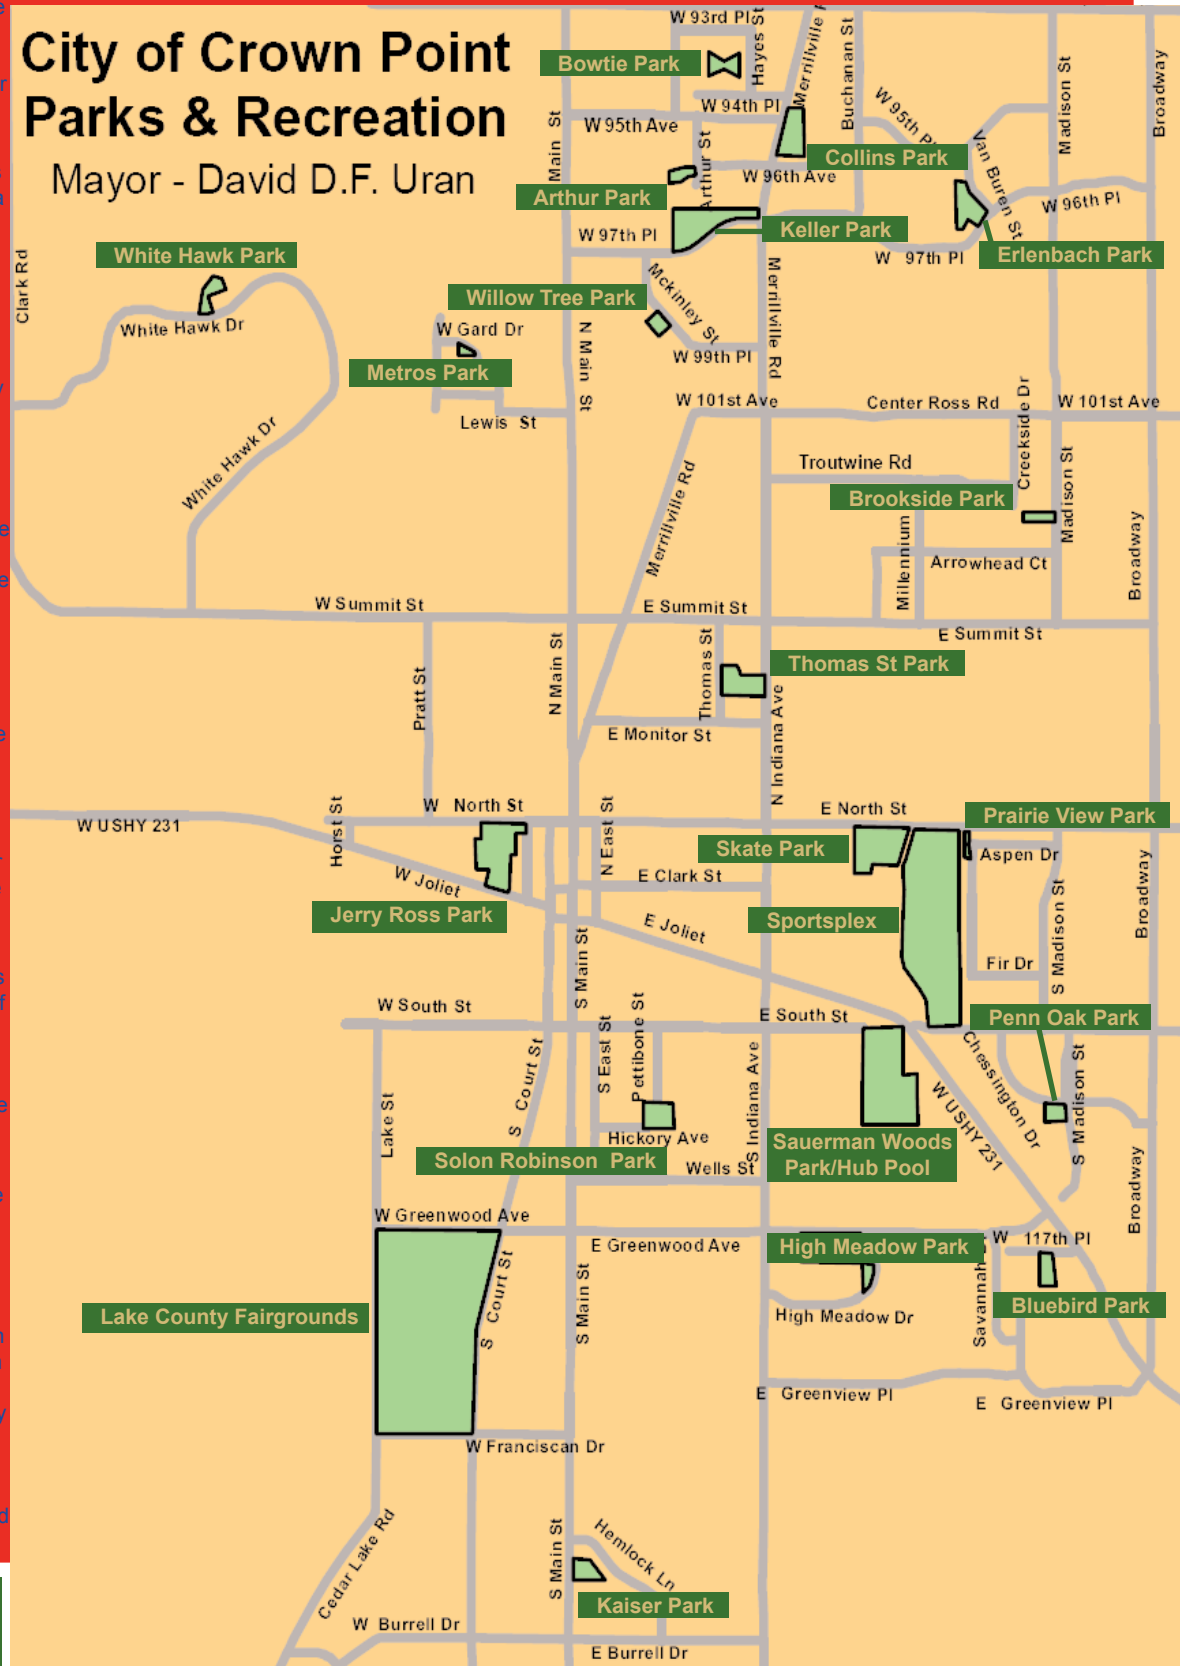 City of Crown Point
Parks & Recreation
Mayor - David D.F. Uran
W 93rd Pl
Hayes St
Merrillville
Buchanan St
Madison St
Broadway
Bowtie Park
W 94th Pl
W 95th Ave
W 95th Pl
Main St
Arthur St
Collins Park
Van Buren St
W 96th Ave
W 96th Pl
Arthur Park
Keller Park
W 97th Pl
W 97th Pl
Erlenbach Park
Clark Rd
White Hawk Park
White Hawk Dr
Willow Tree Park
Mckinley St
Merrillville Rd
W Gard Dr
N Main St
W 99th Pl
Metros Park
Lewis St
W 101st Ave
Center Ross Rd
Creekside Dr
W 101st Ave
White Hawk Dr
Merrillville Rd
Troutwine Rd
Madison St
Brookside Park
Millennium
Arrowhead Ct
Broadway
W Summit St
E Summit St
E Summit St
Pratt St
N Main St
Thomas St
Thomas St Park
E Monitor St
N Indiana Ave
W USHY 231
Horst St
W North St
N East St
E North St
Prairie View Park
Skate Park
Aspen Dr
W Joliet
E Clark St
Broadway
Jerry Ross Park
E Joliet
Sportsplex
S Madison St
S Main St
Fir Dr
W South St
Pettibone St
E South St
Penn Oak Park
S Court St
S East St
S Indiana Ave
Chessington Dr
S Madison St
Lake St
W USHY 231
Hickory Ave
Sauerman Woods
Park/Hub Pool
Solon Robinson Park
Wells St
Broadway
W Greenwood Ave
E Greenwood Ave
High Meadow Park
W 117th Pl
Savannah
S Court St
S Main St
Lake County Fairgrounds
High Meadow Dr
Bluebird Park
E Greenview Pl
E Greenview Pl
W Franciscan Dr
Cedar Lake Rd
S Main St
Hemlock Ln
Kaiser Park
W Burrell Dr
E Burrell Dr